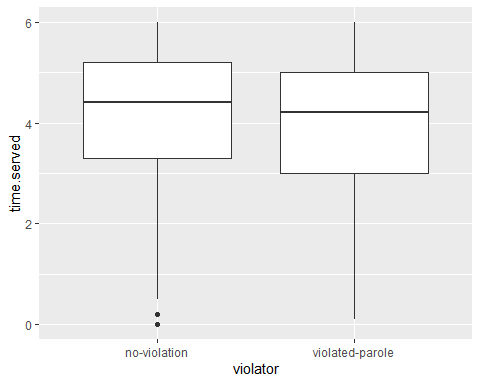 6
4
2
0
time.served
no-violation
violated-parole
violator